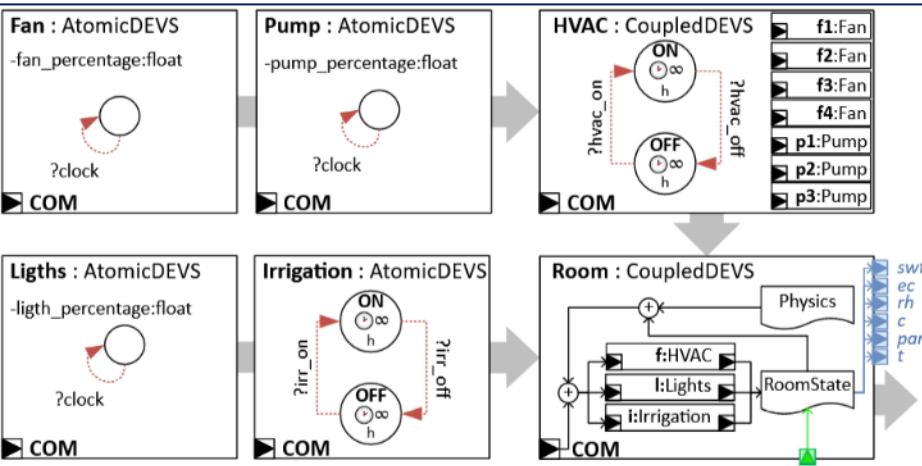 Fan : AtomicDEVS
-fan_percentage:float
?clock
COM
Pump : AtomicDEVS
-pump_percentage:float
?clock
COM
HVAC : CoupledDEVS
ON
∞
h
?hvac_on
?hvac_off
OFF
∞
h
COM
f1:Fan
f2:Fan
f3:Fan
f4:Fan
p1:Pump
p2:Pump
p3:Pump
Ligths : AtomicDEVS
-ligth_percentage:float
?clock
COM
Irrigation : AtomicDEVS
ON
∞
h
?irr_on
?irr_off
OFF
∞
h
COM
Room : CoupledDEVS
Physics
f:HVAC
l:Lights
i:Irrigation
RoomState
COM
ec
rh
c
par
t